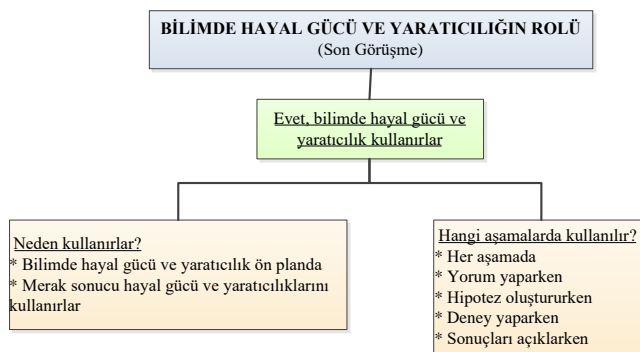 BİLİMDE HAYAL GÜCÜ VE YARATICILIĞIN ROLÜ
(Son Görüşme)
Evet, bilimde hayal gücü ve
yaratıcılık kullanırlar
Neden kullanırlar?
* Bilimde hayal gücü ve yaratıcılık ön planda
* Merak sonucu hayal gücü ve yaratıcılıklarını
kullanırlar
Hangi aşamalarda kullanılır?
* Her aşamada
* Yorum yaparken
* Hipotez oluştururken
* Deney yaparken
* Sonuçları açıklarken